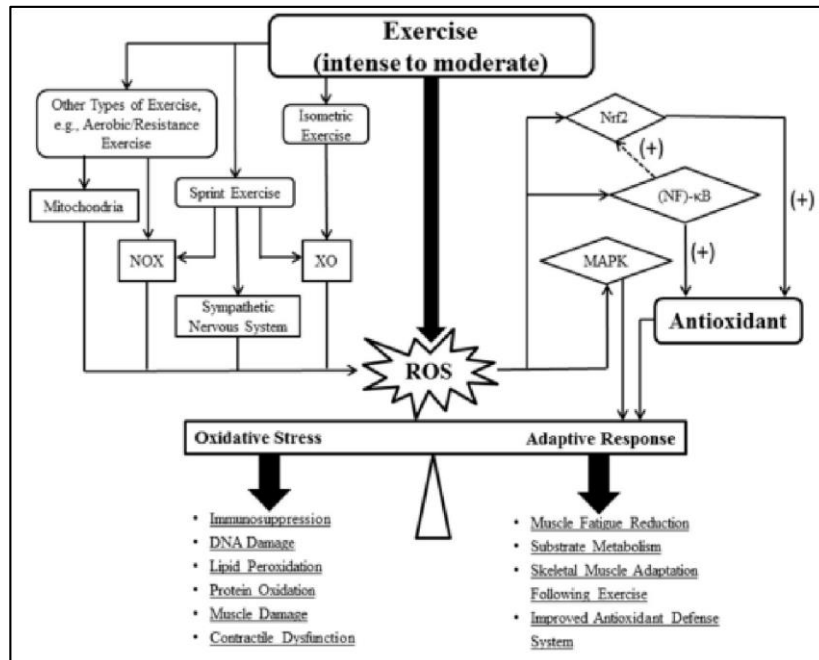 Exercise
(intense to moderate)
Other Types of Exercise,
e.g., Aerobic/Resistance
Exercise
Isometric
Exercise
Sprint Exercise
Mitochondria
NOX
XO
Sympathetic
Nervous System
ROS
Nrf2
(+)
(NF)-κB
(+)
(+)
MAPK
Antioxidant
Oxidative Stress
Adaptive Response
• Immunosuppression
• DNA Damage
• Lipid Peroxidation
• Protein Oxidation
• Muscle Damage
• Contractile Dysfunction
• Muscle Fatigue Reduction
• Substrate Metabolism
• Skeletal Muscle Adaptation
Following Exercise
• Improved Antioxidant Defense
System